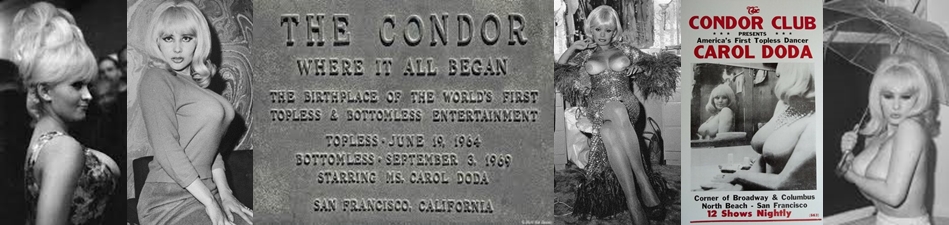 THE CONDOR
WHERE IT ALL BEGAN
THE BIRTHPLACE OF THE WORLD'S FIRST
TOPLESS & BOTTOMLESS ENTERTAINMENT
TOPLESS - JUNE 19, 1964
BOTTOMLESS - SEPTEMBER 3, 1969
STARRING MS. CAROL DODA
SAN FRANCISCO, CALIFORNIA
The
CONDOR CLUB
★ ★ ★ PRESENTS ★ ★ ★
America's First Topless Dancer
CAROL DODA
Corner of Broadway & Columbus
North Beach - San Francisco
12 Shows Nightly